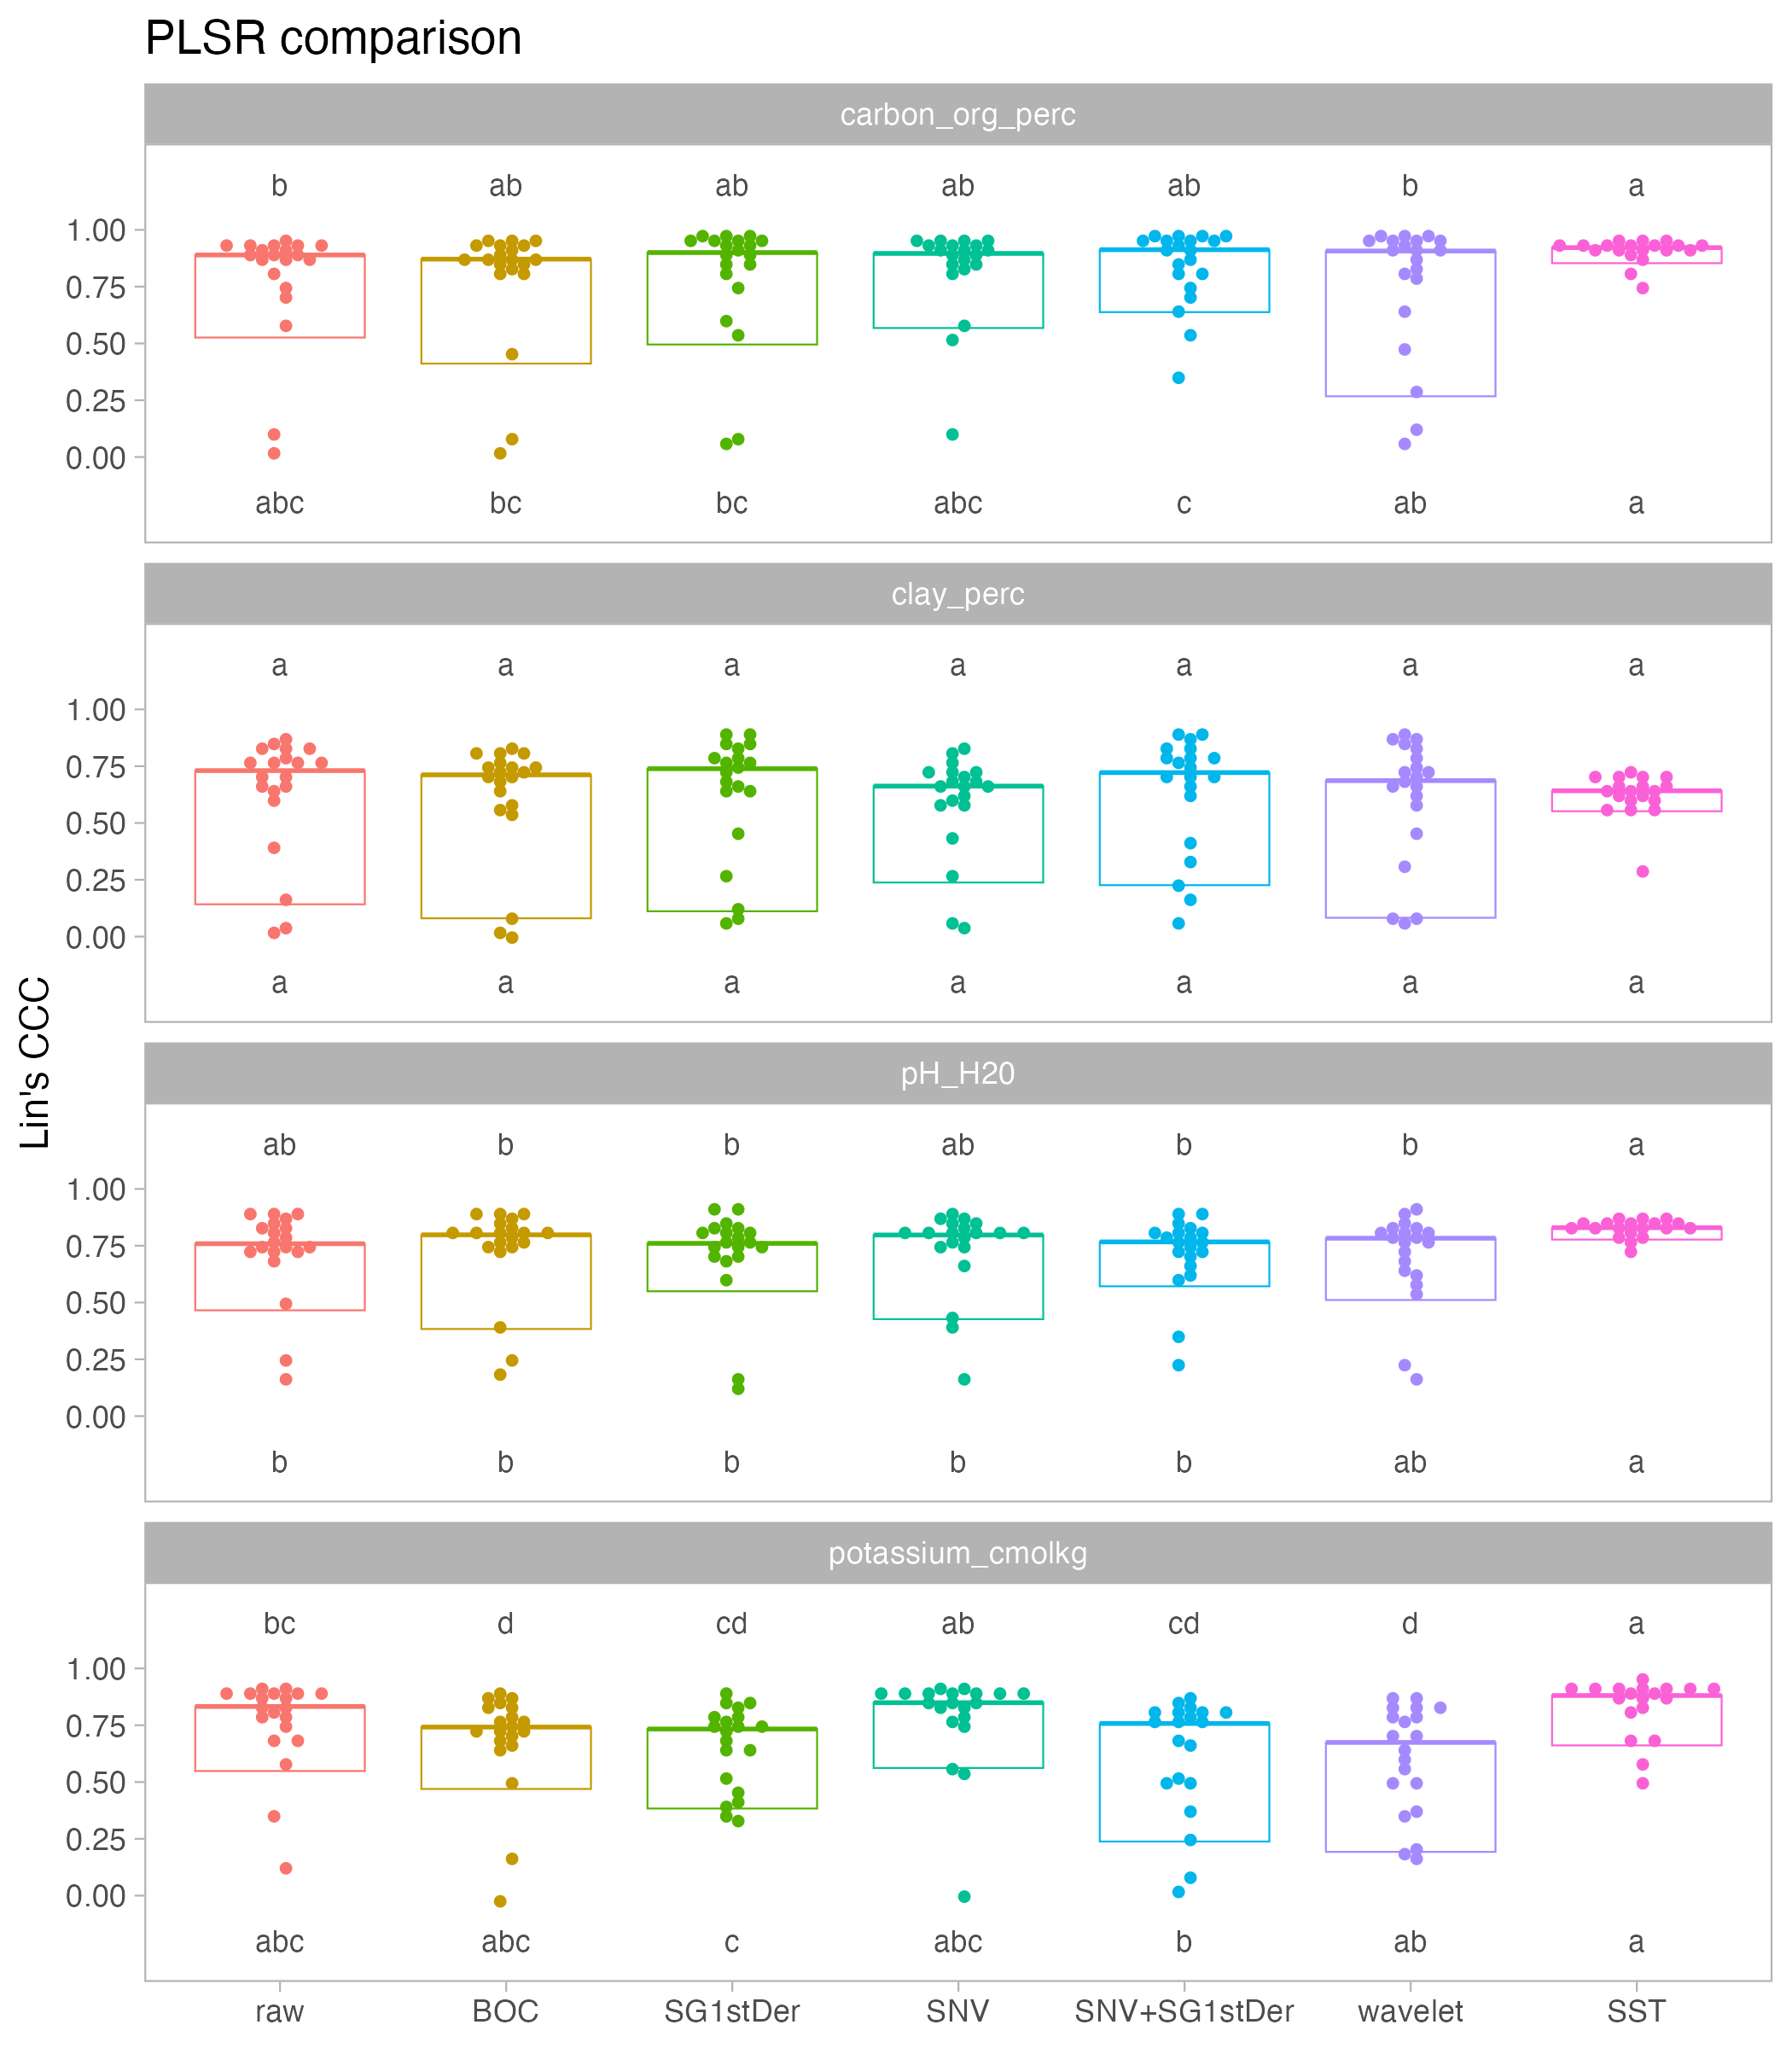 PLSR comparison
carbon_org_perc
b ab ab ab ab b a
1.00
0.75
0.50
0.25
0.00
abc bc bc abc c ab a
clay_perc
a a a a a a a
1.00
0.75
0.50
0.25
0.00
a a a a a a a
Lin's CCC
pH_H20
ab b b ab b b a
1.00
0.75
0.50
0.25
0.00
b b b b b ab a
potassium_cmolkg
bc d cd ab cd d a
1.00
0.75
0.50
0.25
0.00
abc abc c abc b ab a
raw BOC SG1stDer SNV SNV+SG1stDer wavelet SST